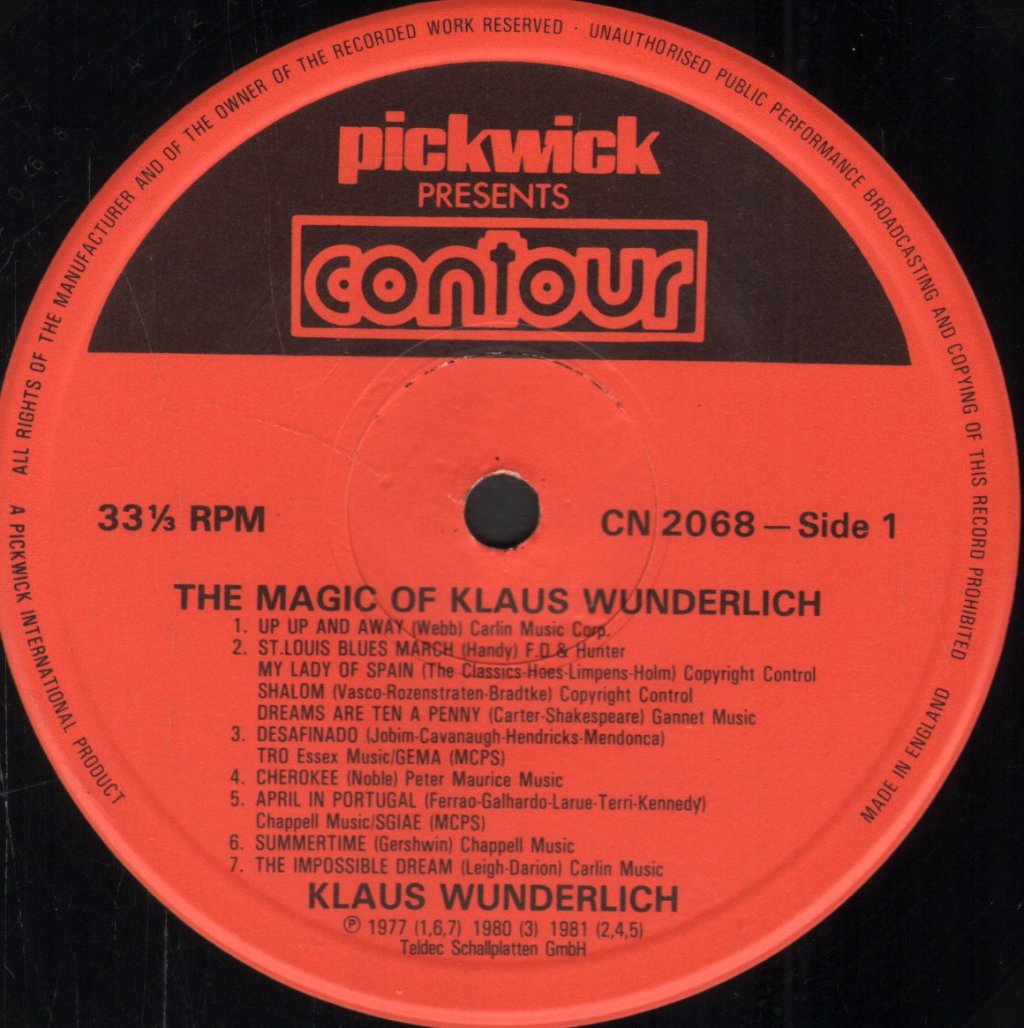 ALL RIGHTS OF THE MANUFACTURER AND OF THE OWNER OF THE RECORDED WORK RESERVED · UNAUTHORISED PUBLIC PERFORMANCE BROADCASTING AND COPYING OF THIS RECORD PROHIBITED
pickwick
PRESENTS
contour
33⅓ RPM
CN 2068 — Side 1
THE MAGIC OF KLAUS WUNDERLICH
1. UP UP AND AWAY (Webb) Carlin Music Corp.
2. ST.LOUIS BLUES MARCH (Handy) F.D & Hunter
MY LADY OF SPAIN (The Classics-Hoes-Limpens-Holm) Copyright Control
SHALOM (Vasco-Rozenstraten-Bradtke) Copyright Control
DREAMS ARE TEN A PENNY (Carter-Shakespeare) Gannet Music
3. DESAFINADO (Jobim-Cavanaugh-Hendricks-Mendonca)
TRO Essex Music/GEMA (MCPS)
4. CHEROKEE (Noble) Peter Maurice Music
5. APRIL IN PORTUGAL (Ferrao-Galhardo-Larue-Terri-Kennedy)
Chappell Music/SGIAE (MCPS)
6. SUMMERTIME (Gershwin) Chappell Music
7. THE IMPOSSIBLE DREAM (Leigh-Darion) Carlin Music
KLAUS WUNDERLICH
℗ 1977 (1,6,7) 1980 (3) 1981 (2,4,5)
Teldec Schallplatten GmbH
A PICKWICK INTERNATIONAL PRODUCT
MADE IN ENGLAND